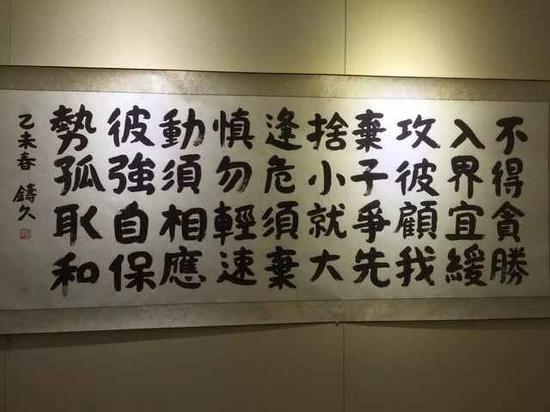 不得貪勝
入界宜緩
攻彼顧我
棄子爭先
捨小就大
逢危須棄
慎勿輕速
動須相應
彼強自保
勢孤取和
乙未春 鑄久